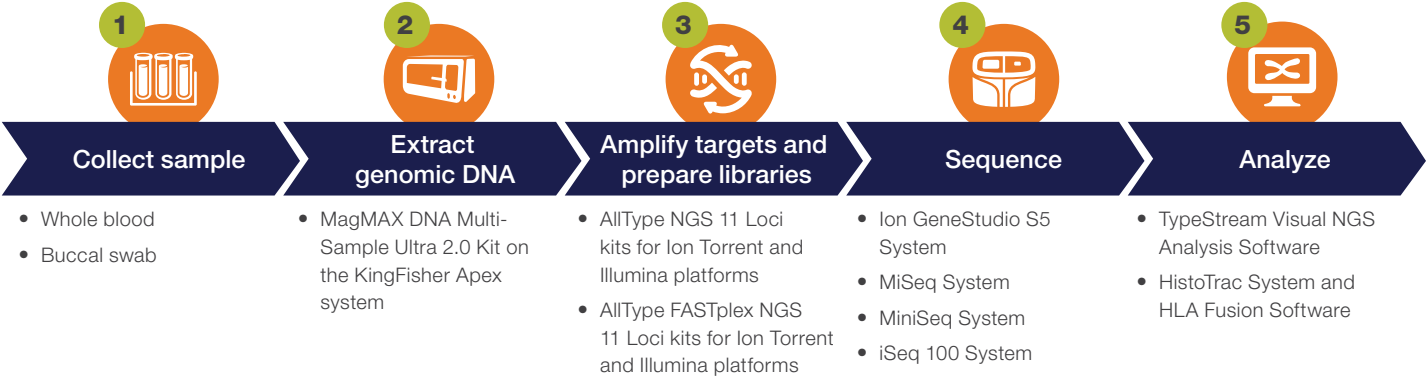 1
Collect sample
• Whole blood
• Buccal swab
2
Extract
genomic DNA
• MagMAX DNA Multi-
Sample Ultra 2.0 Kit on
the KingFisher Apex
system
3
Amplify targets and
prepare libraries
• AllType NGS 11 Loci
kits for Ion Torrent and
Illumina platforms
• AllType FASTplex NGS
11 Loci kits for Ion Torrent
and Illumina platforms
4
Sequence
• Ion GeneStudio S5
System
• MiSeq System
• MiniSeq System
• iSeq 100 System
5
Analyze
• TypeStream Visual NGS
Analysis Software
• HistoTrac System and
HLA Fusion Software